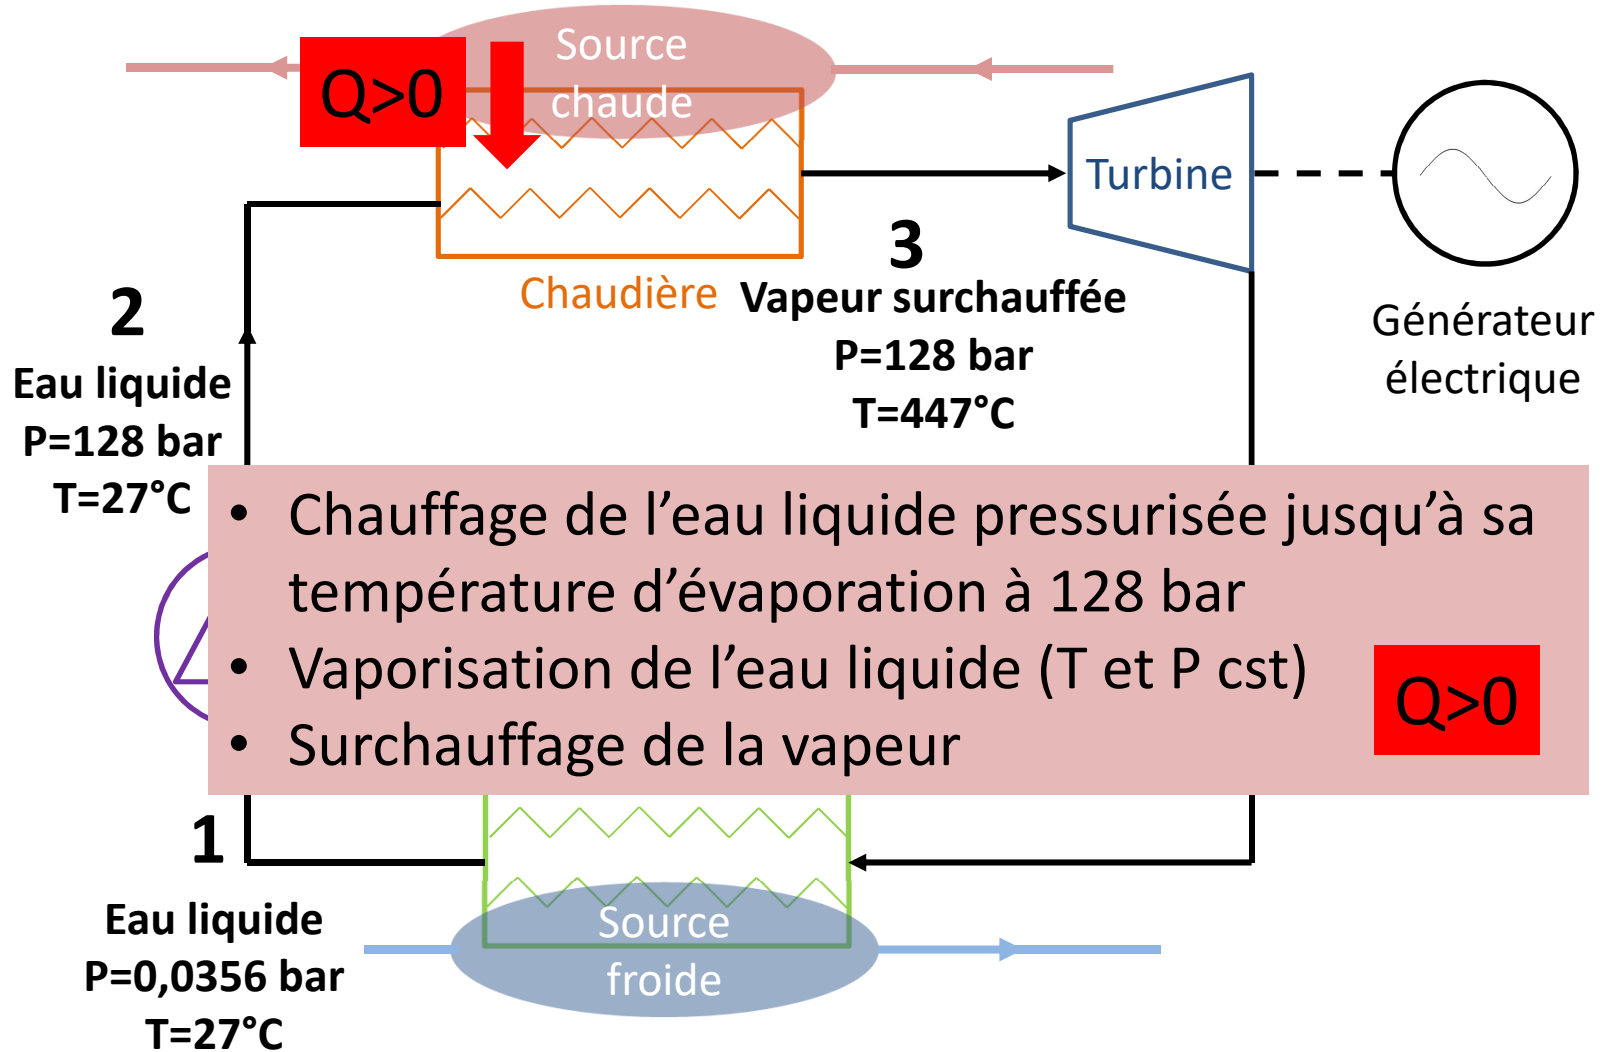 Source
chaude
Q>0
Turbine
Chaudière
3
Vapeur surchauffée
P=128 bar
T=447°C
Générateur
électrique
2
Eau liquide
P=128 bar
T=27°C
• Chauffage de l’eau liquide pressurisée jusqu’à sa
température d’évaporation à 128 bar
• Vaporisation de l’eau liquide (T et P cst)
• Surchauffage de la vapeur
Q>0
1
Eau liquide
P=0,0356 bar
T=27°C
Source
froide